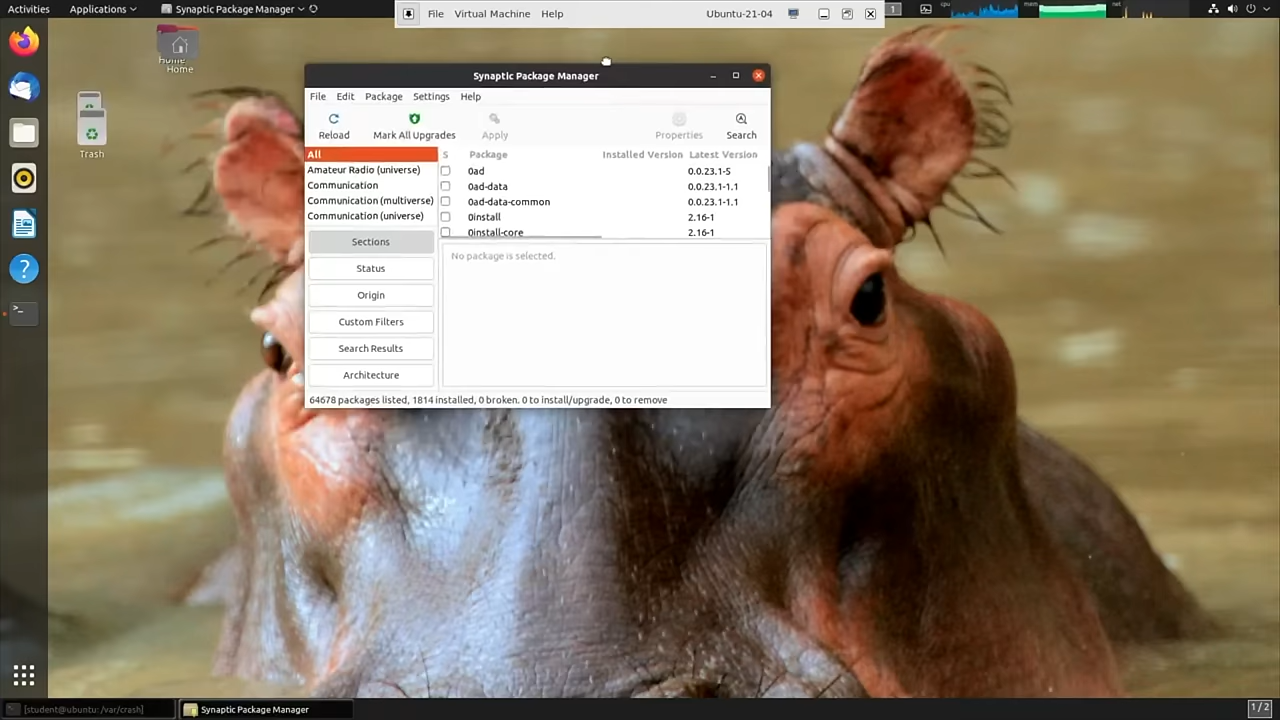 Activities Applications Synaptic Package Manager
File Virtual Machine Help Ubuntu-21-04
1 cpu mem net
Home
Home
Trash
Synaptic Package Manager
File Edit Package Settings Help
Reload Mark All Upgrades Apply Properties Search
All
Amateur Radio (universe)
Communication
Communication (multiverse)
Communication (universe)
S Package Installed Version Latest Version
0ad 0.0.23.1-5
0ad-data 0.0.23.1-1.1
0ad-data-common 0.0.23.1-1.1
0install 2.16-1
0install-core 2.16-1
Sections
Status
Origin
Custom Filters
Search Results
Architecture
No package is selected.
64678 packages listed, 1814 installed, 0 broken. 0 to install/upgrade, 0 to remove
[student@ubuntu: /var/crash] Synaptic Package Manager 1 / 2